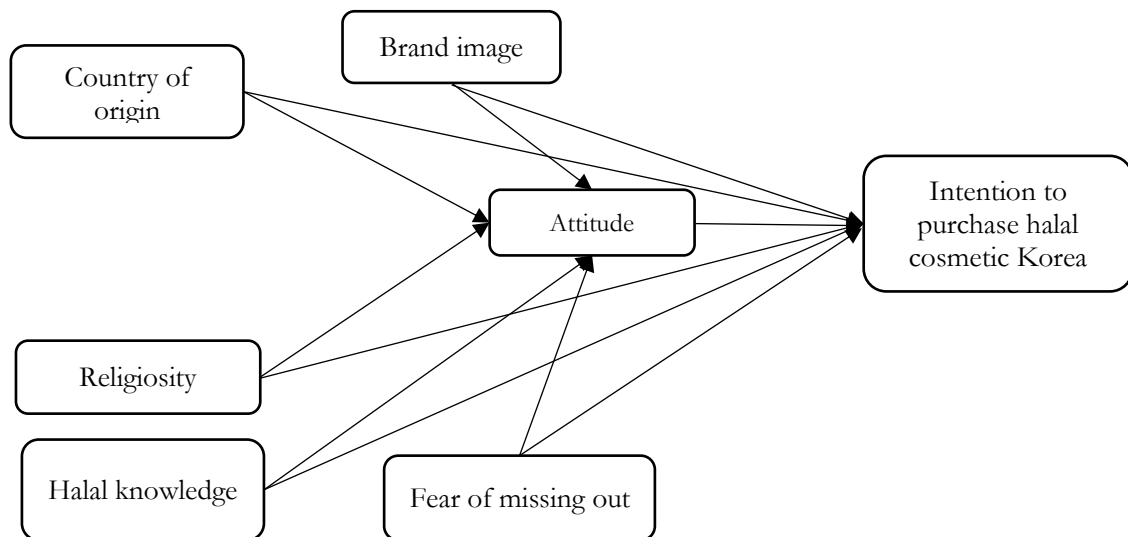 Brand image
Country of
origin
Attitude
Intention to
purchase halal
cosmetic Korea
Religiosity
Halal knowledge
Fear of missing out